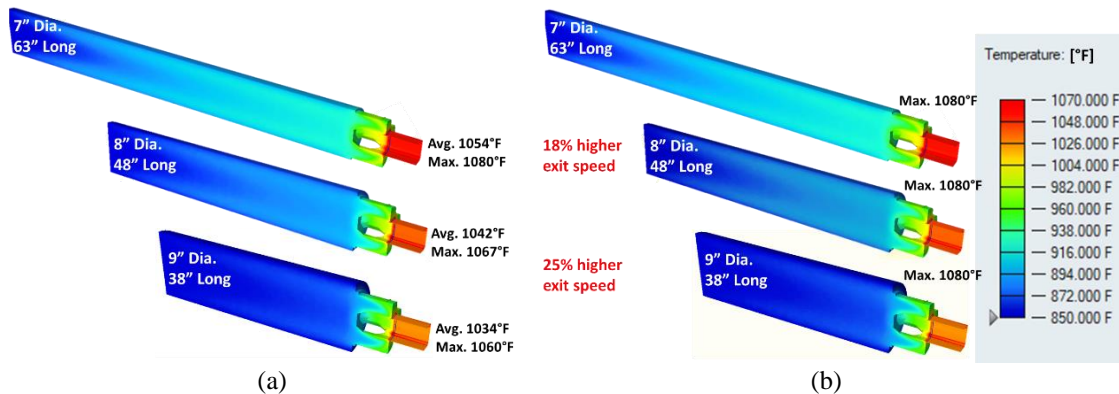 7” Dia.
63” Long
Avg. 1054°F
Max. 1080°F
8” Dia.
48” Long
Avg. 1042°F
Max. 1067°F
9” Dia.
38” Long
Avg. 1034°F
Max. 1060°F
(a)
18% higher
exit speed
25% higher
exit speed
7” Dia.
63” Long
Max. 1080°F
8” Dia.
48” Long
Max. 1080°F
9” Dia.
38” Long
Max. 1080°F
(b)
Temperature: [°F]
1070.000 F
1048.000 F
1026.000 F
1004.000 F
982.000 F
960.000 F
938.000 F
916.000 F
894.000 F
872.000 F
850.000 F